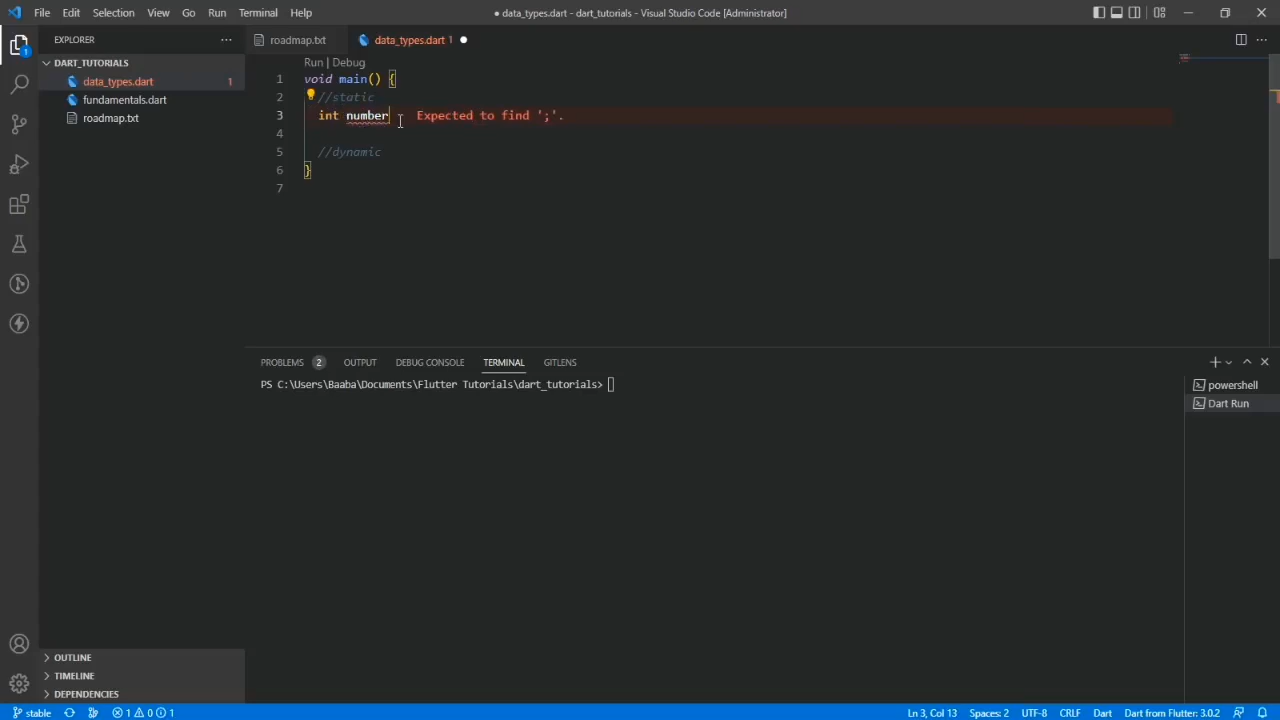 File Edit Selection View Go Run Terminal Help
● data_types.dart - dart_tutorials - Visual Studio Code [Administrator]
EXPLORER
roadmap.txt
data_types.dart 1
DART_TUTORIALS
data_types.dart 1
fundamentals.dart
roadmap.txt
Run | Debug
1 void main() {
2 //static
3 int number Expected to find ';'.
4
5 //dynamic
6 }
7
1
PROBLEMS 2 OUTPUT DEBUG CONSOLE TERMINAL GITLENS
PS C:\Users\Baaba\Documents\Flutter Tutorials\dart_tutorials>
powershell
Dart Run
OUTLINE
TIMELINE
DEPENDENCIES
stable 1 0 1 Ln 3, Col 13 Spaces: 2 UTF-8 CRLF Dart Dart from Flutter: 3.0.2